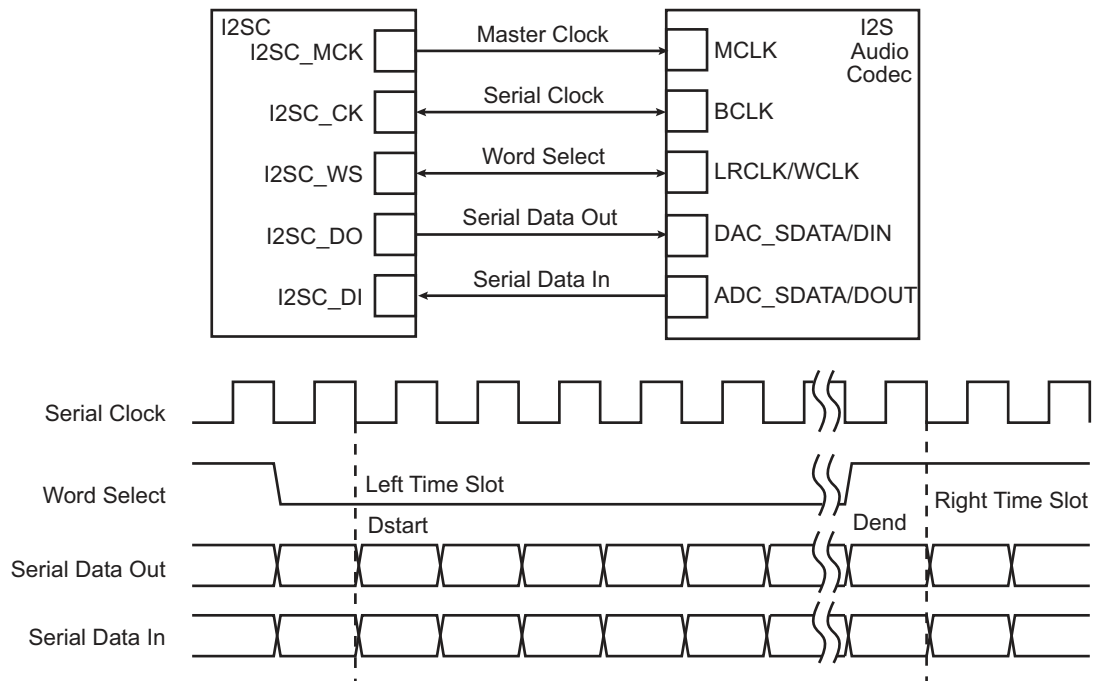 I2SC
I2SC_MCK
Master Clock
MCLK
I2S
Audio
Codec
I2SC_CK
Serial Clock
BCLK
I2SC_WS
Word Select
LRCLK/WCLK
I2SC_DO
Serial Data Out
DAC_SDATA/DIN
I2SC_DI
Serial Data In
ADC_SDATA/DOUT
Serial Clock
Word Select
Left Time Slot
Right Time Slot
Dstart
Dend
Serial Data Out
Serial Data In